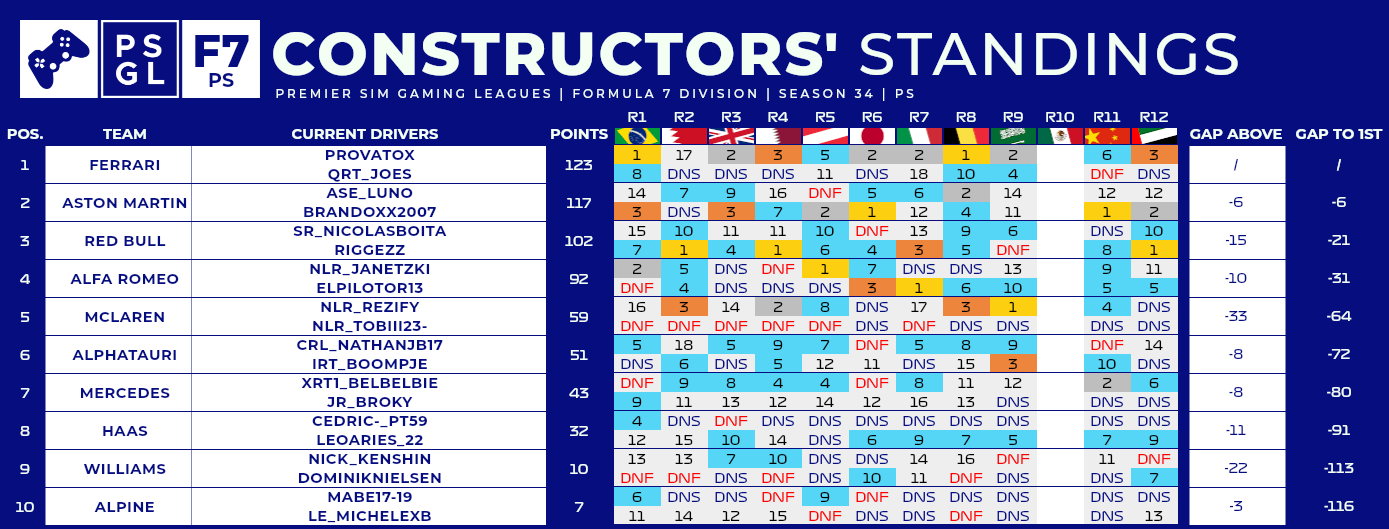 PS
GL
F7
PS
CONSTRUCTORS' STANDINGS
PREMIER SIM GAMING LEAGUES | FORMULA 7 DIVISION | SEASON 34 | PS
R1 R2 R3 R4 R5 R6 R7 R8 R9 R10 R11 R12
POS. TEAM CURRENT DRIVERS POINTS GAP ABOVE GAP TO 1ST
PROVATOX 1 17 2 3 5 2 2 1 2 6 3
1 FERRARI 123 / /
QRT_JOES 8 DNS DNS DNS 11 DNS 18 10 4 DNF DNS
ASE_LUNO 14 7 9 16 DNF 5 6 2 14 12 12
2 ASTON MARTIN 117 -6 -6
BRANDOXX2007 3 DNS 3 7 2 1 12 4 11 1 2
SR_NICOLASBOITA 15 10 11 11 10 DNF 13 9 6 DNS 10
3 RED BULL 102 -15 -21
RIGGEZZ 7 1 4 1 6 4 3 5 DNF 8 1
NLR_JANETZKI 2 5 DNS DNF 1 7 DNS DNS 13 9 11
4 ALFA ROMEO 92 -10 -31
ELPILOTOR13 DNF 4 DNS DNS DNS 3 1 6 10 5 5
NLR_REZIFY 16 3 14 2 8 DNS 17 3 1 4 DNS
5 MCLAREN 59 -33 -64
NLR_TOBIII23- DNF DNF DNF DNF DNF DNS DNF DNS DNS DNS DNS
CRL_NATHANJB17 5 18 5 9 7 DNF 5 8 9 DNF 14
6 ALPHATAURI 51 -8 -72
IRT_BOOMPJE DNS 6 DNS 5 12 11 DNS 15 3 10 DNS
XRT1_BELBELBIE DNF 9 8 4 4 DNF 8 11 12 2 6
7 MERCEDES 43 -8 -80
JR_BROKY 9 11 13 12 14 12 16 13 DNS DNS DNS
CEDRIC-_PT59 4 DNS DNF DNS DNS DNS DNS DNS DNS DNS DNS
8 HAAS 32 -11 -91
LEOARIES_22 12 15 10 14 DNS 6 9 7 5 7 9
NICK_KENSHIN 13 13 7 10 DNS DNS 14 16 DNF 11 DNF
9 WILLIAMS 10 -22 -113
DOMINIKNIELSEN DNF DNF DNS DNF DNS 10 11 DNF DNS DNS 7
MABE17-19 6 DNS DNS DNF 9 DNF DNS DNS DNS DNS DNS
10 ALPINE 7 -3 -116
LE_MICHELEXB 11 14 12 15 DNF DNS DNS DNF DNS DNS 13